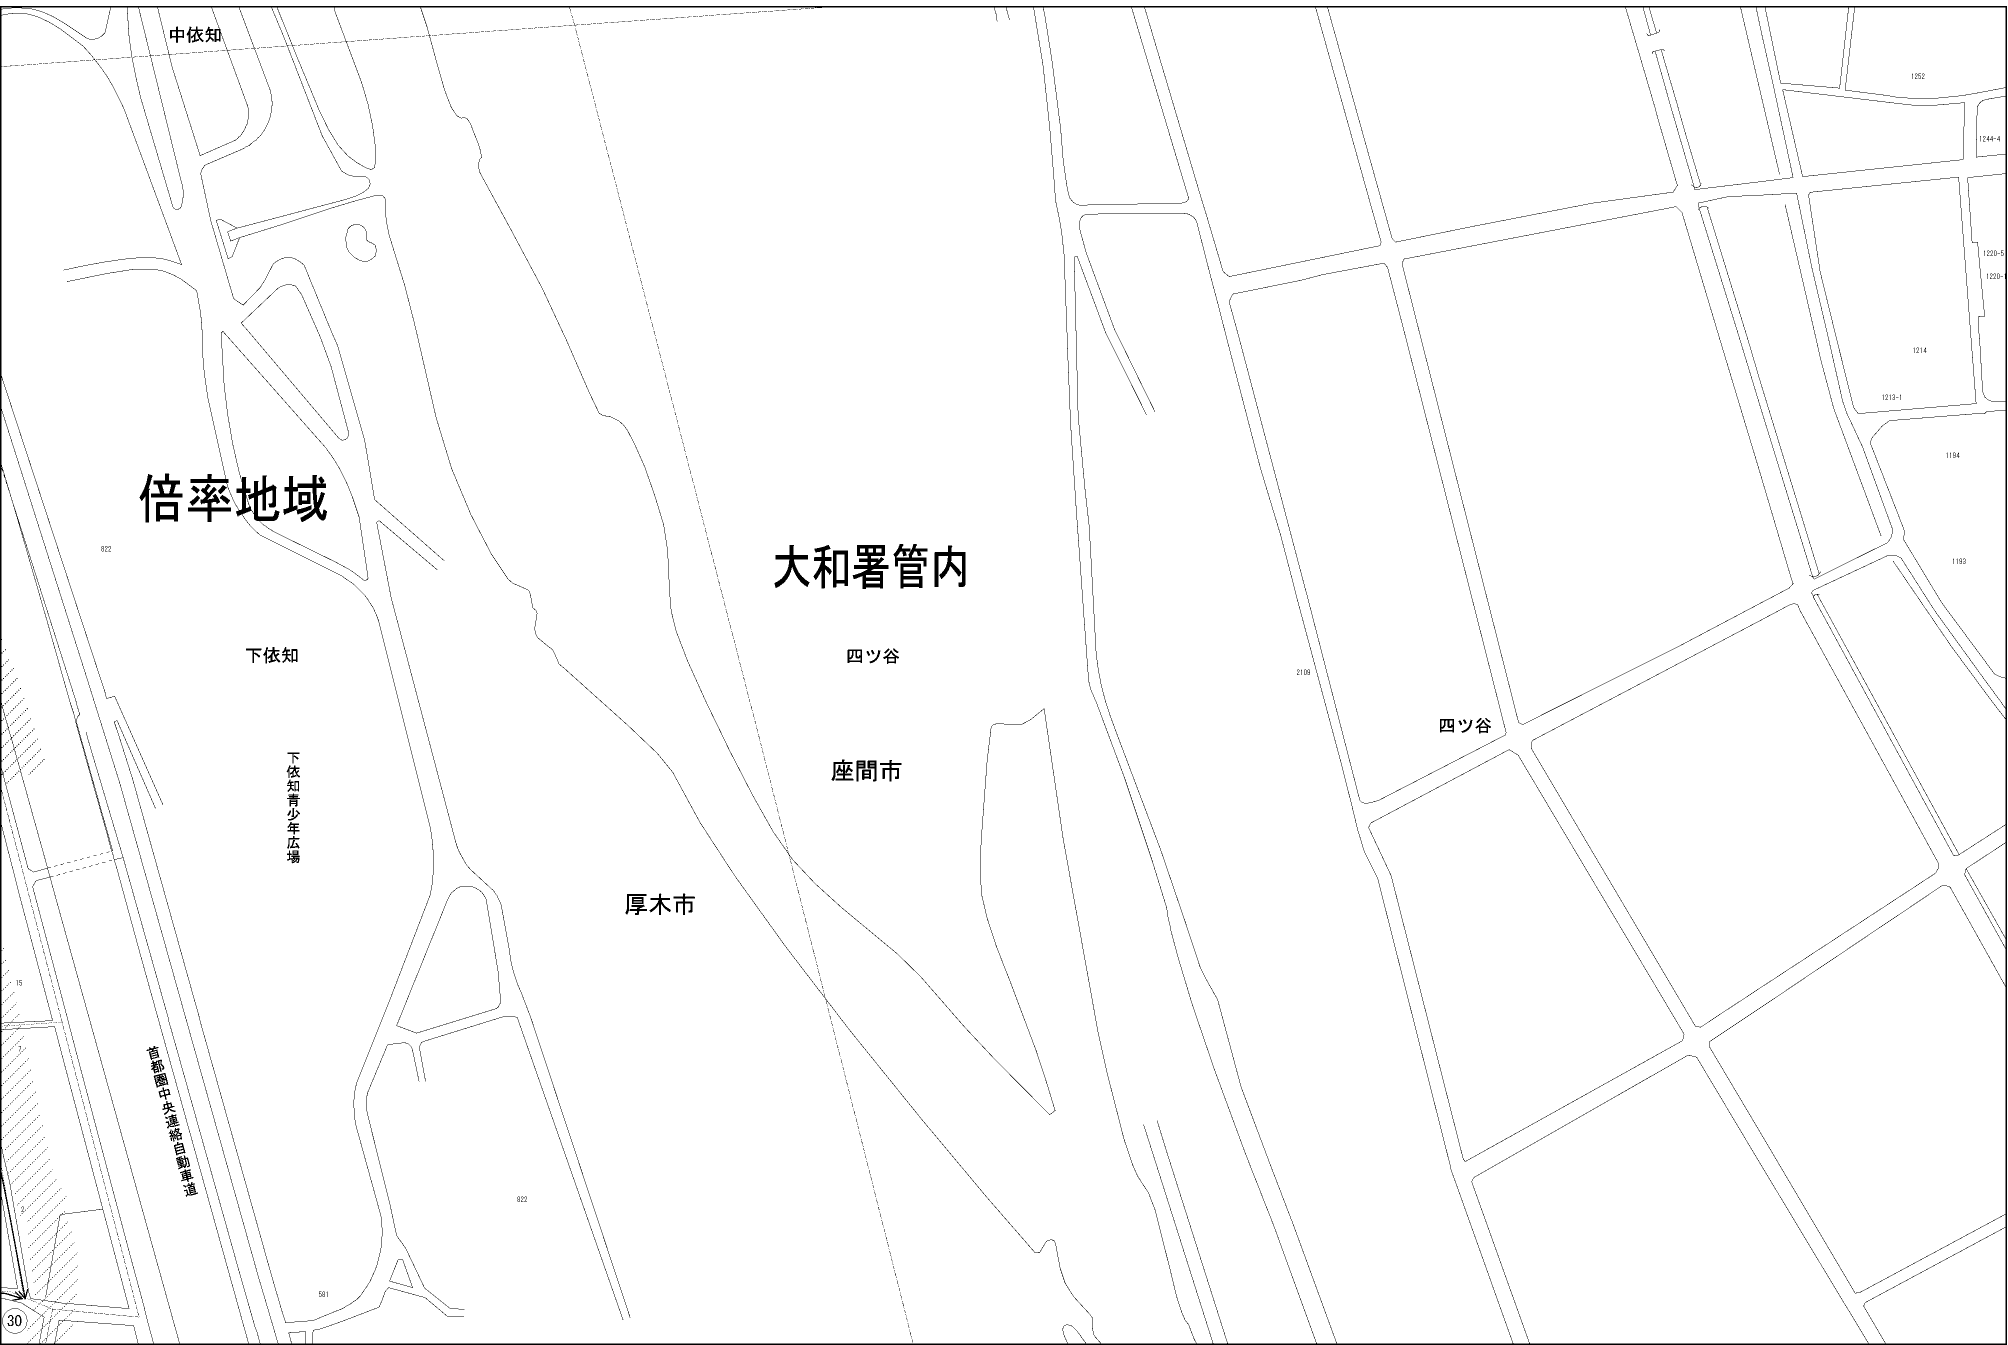 中依知
1252
1244-4
1220-5
1220-1
1214
1213-1
1194
倍率地域
822
大和署管内
1193
下依知
四ツ谷
2109
四ツ谷
下依知青少年広場
座間市
厚木市
15
7
首都圏中央連絡自動車道
2
822
581
30